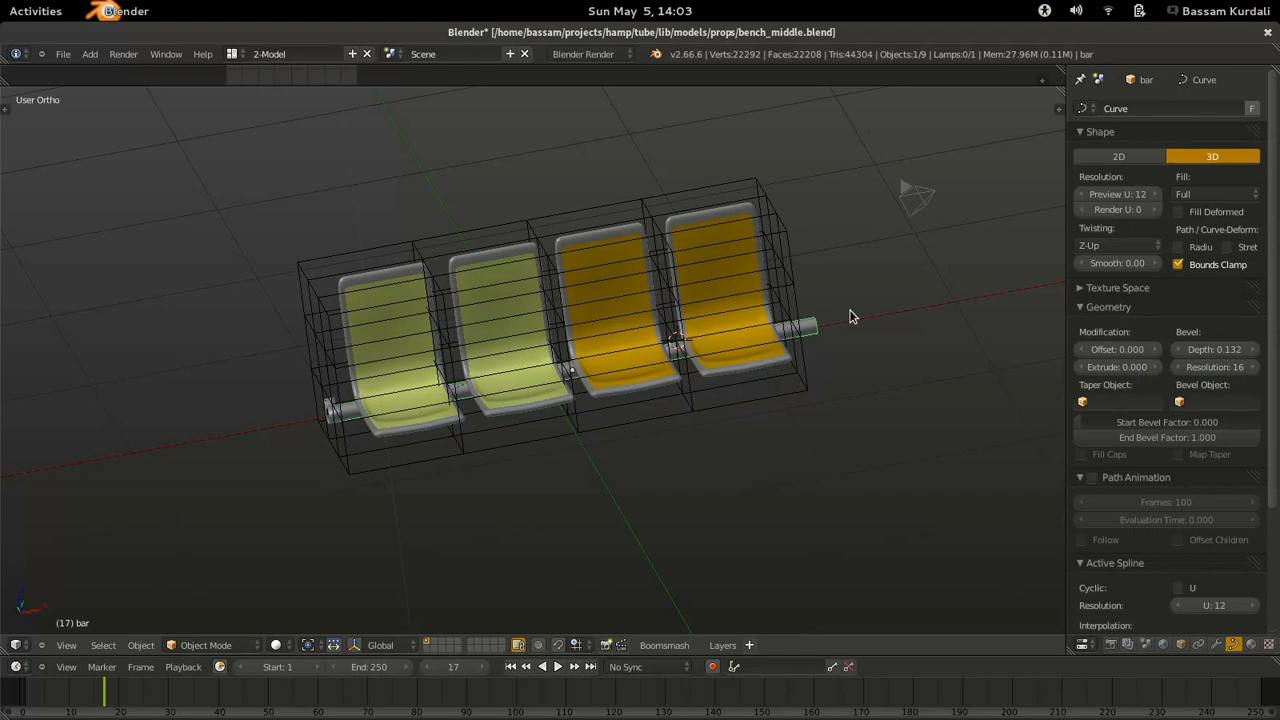 Activities Blender Sun May 5, 14:03 Bassam Kurdali
Blender* [/home/bassam/projects/hamp/tube/lib/models/props/bench_middle.blend]
File Add Render Window Help 2-Model Scene Blender Render v2.66.6 | Verts:22292 | Faces:22208 | Tris:44304 | Objects:1/9 | Lamps:0/1 | Mem:27.96M (0.11M) | bar
User Ortho
bar Curve
Curve F
Shape
2D 3D
Resolution: Fill:
Preview U: 12 Full
Render U: 0 Fill Deformed
Twisting: Path / Curve-Deform:
Z-Up Radiu Stret
Smooth: 0.00 Bounds Clamp
Texture Space
Geometry
Modification: Bevel:
Offset: 0.000 Depth: 0.132
Extrude: 0.000 Resolution: 16
Taper Object: Bevel Object:
Start Bevel Factor: 0.000
End Bevel Factor: 1.000
Fill Caps Map Taper
Path Animation
Frames: 100
Evaluation Time: 0.000
Follow Offset Children
Active Spline
Cyclic: U
Resolution: U: 12
Interpolation:
(17) bar
View Select Object Object Mode Global Boomsmash Layers
View Marker Frame Playback Start: 1 End: 250 17 No Sync
0 10 20 30 40 50 60 70 80 90 100 110 120 130 140 150 160 170 180 190 200 210 220 230 240 250